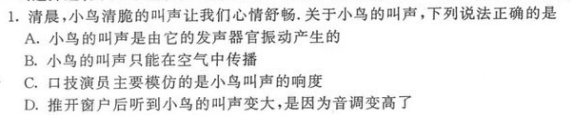 1. 清晨,小鸟清脆的叫声让我们心情舒畅.关于小鸟的叫声,下列说法正确的是
A. 小鸟的叫声是由它的发声器官振动产生的
B. 小鸟的叫声只能在空气中传播
C. 口技演员主要模仿的是小鸟叫声的响度
D. 推开窗户后听到小鸟的叫声变大,是因为音调变高了